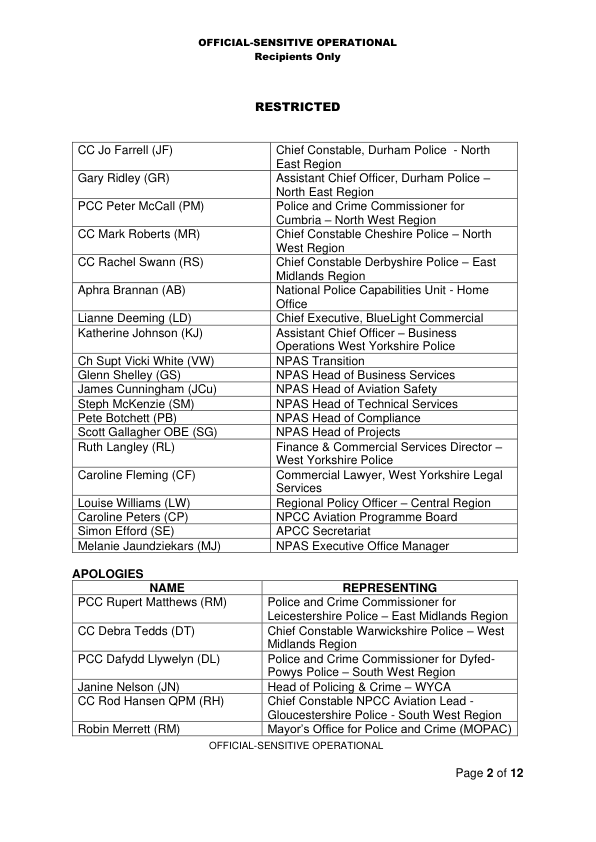 OFFICIAL-SENSITIVE OPERATIONAL
Recipients Only
RESTRICTED
CC Jo Farrell (JF) Chief Constable, Durham Police - North
East Region
Gary Ridley (GR) Assistant Chief Officer, Durham Police –
North East Region
PCC Peter McCall (PM) Police and Crime Commissioner for
Cumbria – North West Region
CC Mark Roberts (MR) Chief Constable Cheshire Police – North
West Region
CC Rachel Swann (RS) Chief Constable Derbyshire Police – East
Midlands Region
Aphra Brannan (AB) National Police Capabilities Unit - Home
Office
Lianne Deeming (LD) Chief Executive, BlueLight Commercial
Katherine Johnson (KJ) Assistant Chief Officer – Business
Operations West Yorkshire Police
Ch Supt Vicki White (VW) NPAS Transition
Glenn Shelley (GS) NPAS Head of Business Services
James Cunningham (JCu) NPAS Head of Aviation Safety
Steph McKenzie (SM) NPAS Head of Technical Services
Pete Botchett (PB) NPAS Head of Compliance
Scott Gallagher OBE (SG) NPAS Head of Projects
Ruth Langley (RL) Finance & Commercial Services Director –
West Yorkshire Police
Caroline Fleming (CF) Commercial Lawyer, West Yorkshire Legal
Services
Louise Williams (LW) Regional Policy Officer – Central Region
Caroline Peters (CP) NPCC Aviation Programme Board
Simon Efford (SE) APCC Secretariat
Melanie Jaundziekars (MJ) NPAS Executive Office Manager
APOLOGIES
NAME REPRESENTING
PCC Rupert Matthews (RM) Police and Crime Commissioner for
Leicestershire Police – East Midlands Region
CC Debra Tedds (DT) Chief Constable Warwickshire Police – West
Midlands Region
PCC Dafydd Llywelyn (DL) Police and Crime Commissioner for Dyfed-
Powys Police – South West Region
Janine Nelson (JN) Head of Policing & Crime – WYCA
CC Rod Hansen QPM (RH) Chief Constable NPCC Aviation Lead -
Gloucestershire Police - South West Region
Robin Merrett (RM) Mayor's Office for Police and Crime (MOPAC)
OFFICIAL-SENSITIVE OPERATIONAL
Page 2 of 12